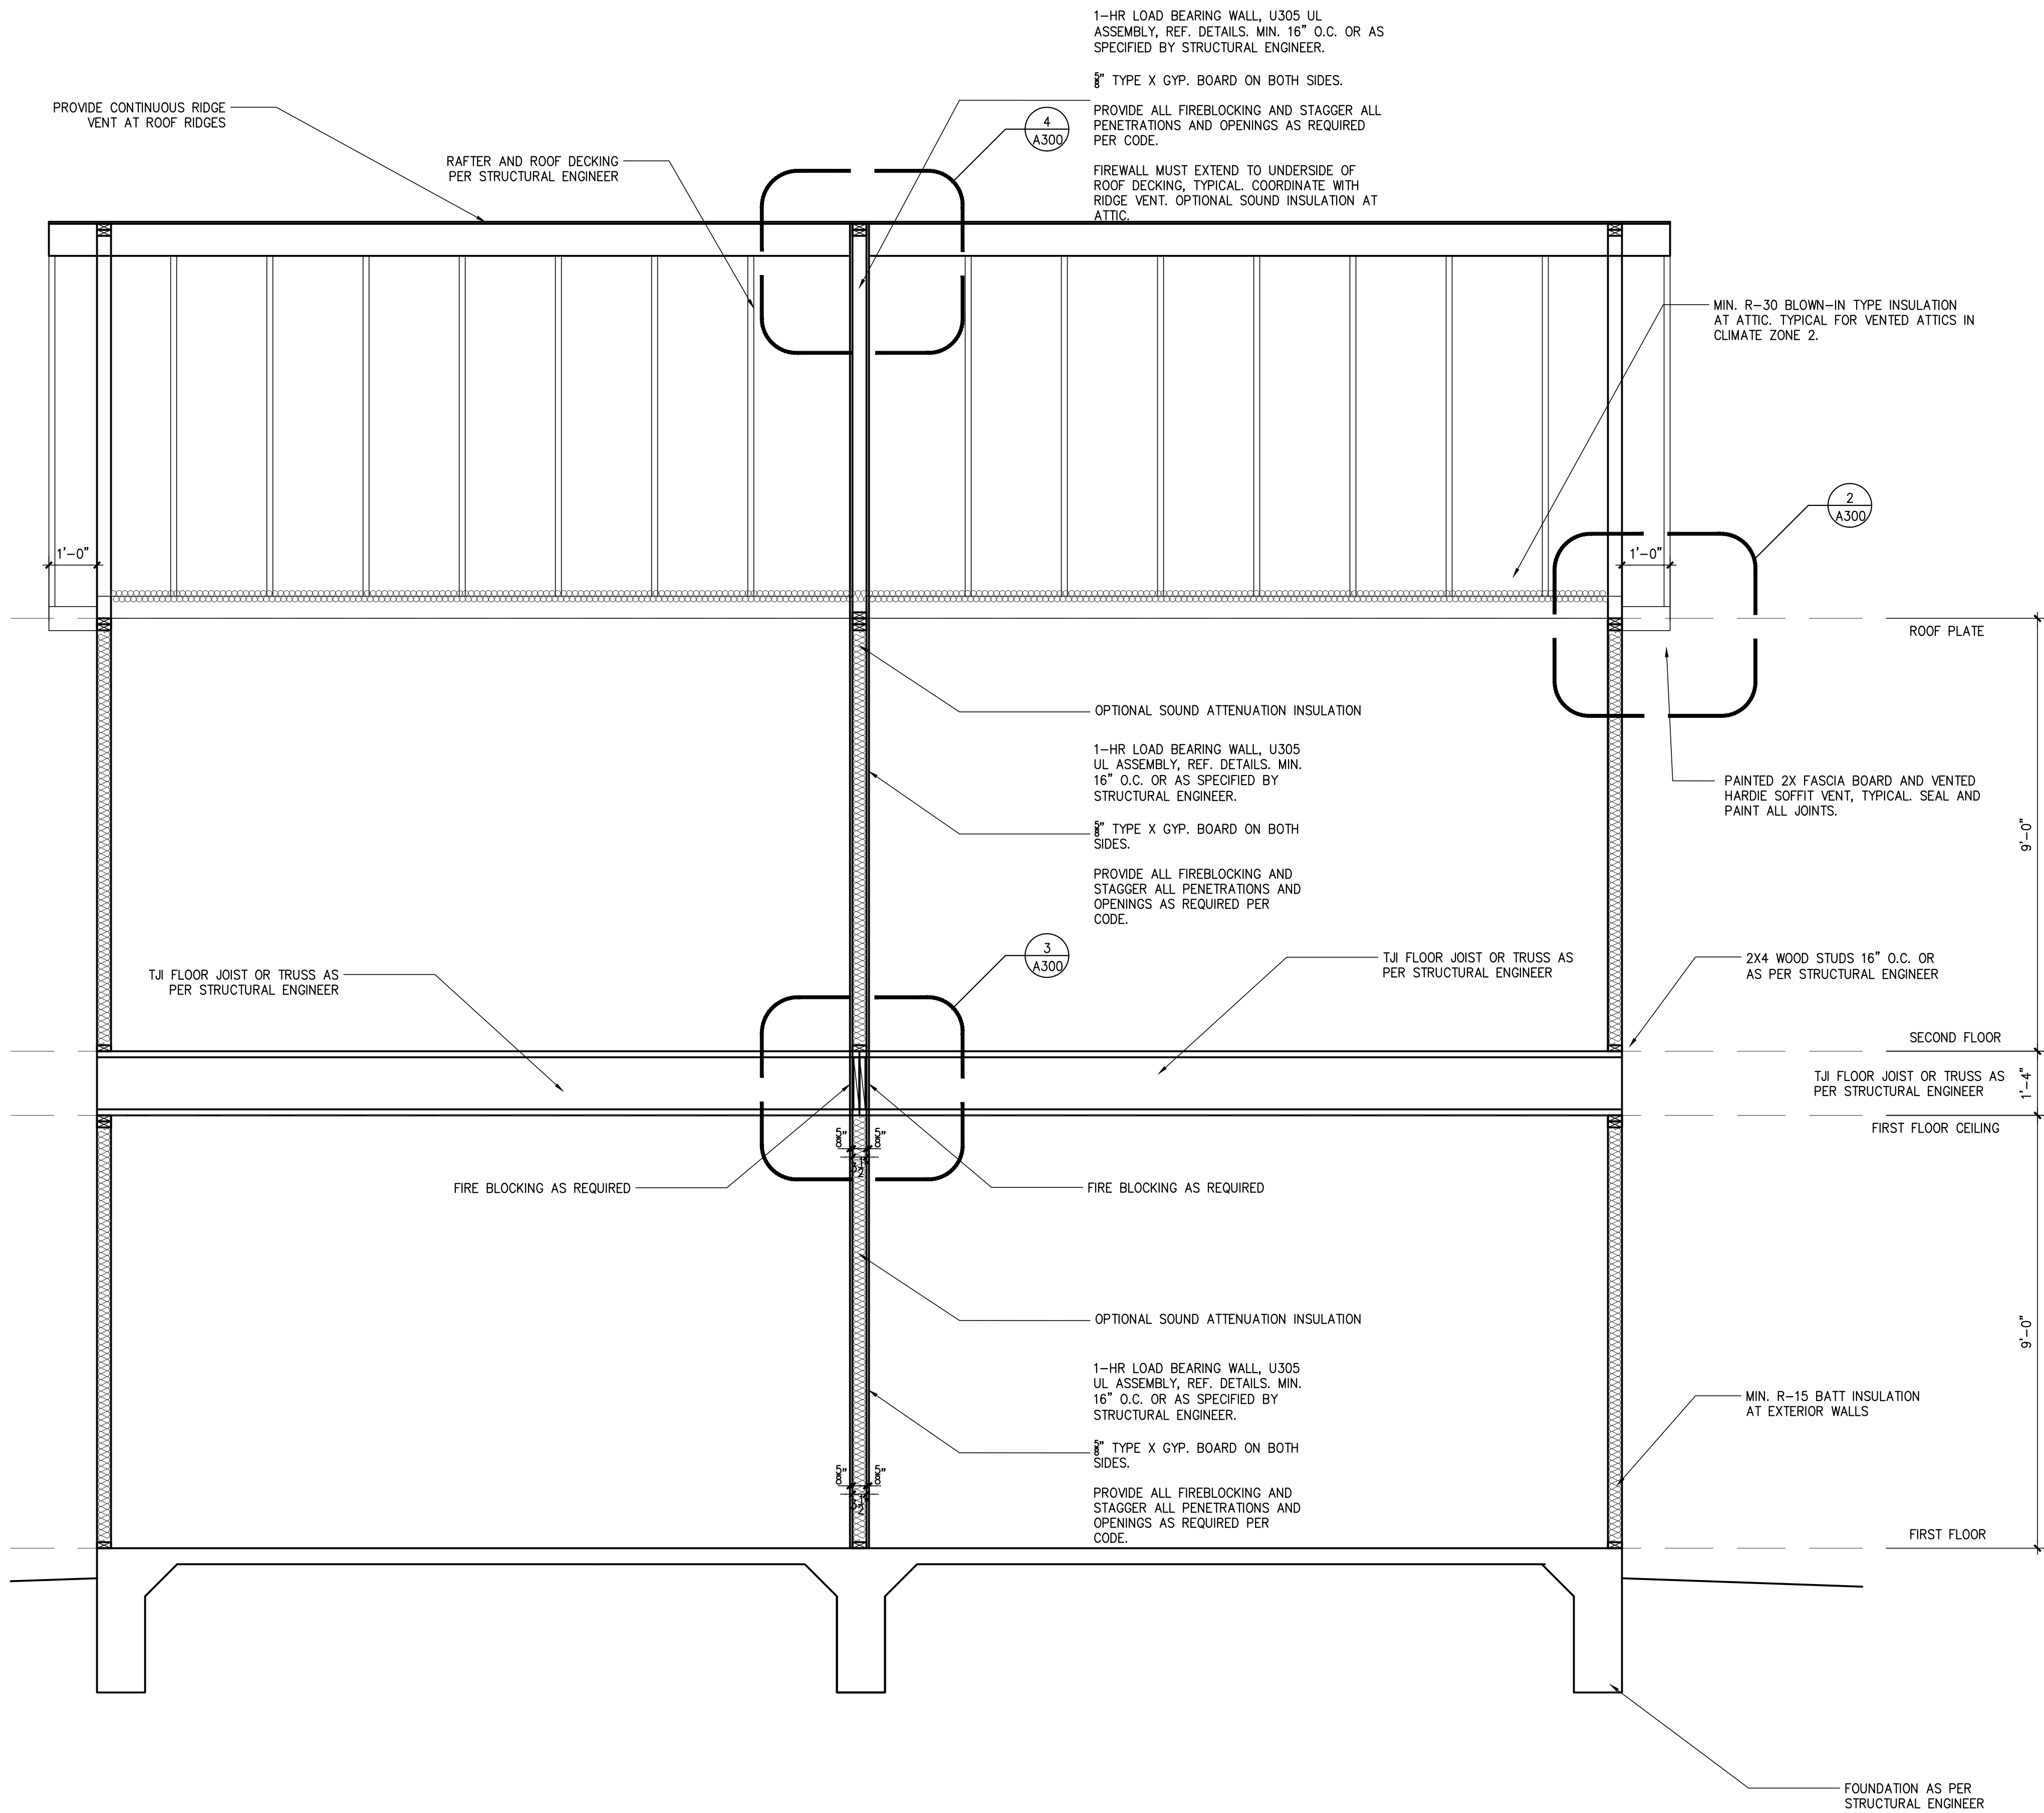 1-HR LOAD BEARING WALL, U305 UL
ASSEMBLY, REF. DETAILS. MIN. 16" O.C. OR AS
SPECIFIED BY STRUCTURAL ENGINEER.
5/8" TYPE X GYP. BOARD ON BOTH SIDES.
PROVIDE ALL FIREBLOCKING AND STAGGER ALL
PENETRATIONS AND OPENINGS AS REQUIRED
PER CODE.
FIREWALL MUST EXTEND TO UNDERSIDE OF
ROOF DECKING, TYPICAL. COORDINATE WITH
RIDGE VENT. OPTIONAL SOUND INSULATION AT
ATTIC.
PROVIDE CONTINUOUS RIDGE
VENT AT ROOF RIDGES
RAFTER AND ROOF DECKING
PER STRUCTURAL ENGINEER
4
A300
MIN. R-30 BLOWN-IN TYPE INSULATION
AT ATTIC. TYPICAL FOR VENTED ATTICS IN
CLIMATE ZONE 2.
2
A300
1'-0"
1'-0"
ROOF PLATE
OPTIONAL SOUND ATTENUATION INSULATION
1-HR LOAD BEARING WALL, U305
UL ASSEMBLY, REF. DETAILS. MIN.
16" O.C. OR AS SPECIFIED BY
STRUCTURAL ENGINEER.
5/8" TYPE X GYP. BOARD ON BOTH
SIDES.
PROVIDE ALL FIREBLOCKING AND
STAGGER ALL PENETRATIONS AND
OPENINGS AS REQUIRED PER
CODE.
PAINTED 2X FASCIA BOARD AND VENTED
HARDIE SOFFIT VENT, TYPICAL. SEAL AND
PAINT ALL JOINTS.
9'-0"
3
A300
TJI FLOOR JOIST OR TRUSS AS
PER STRUCTURAL ENGINEER
TJI FLOOR JOIST OR TRUSS AS
PER STRUCTURAL ENGINEER
2X4 WOOD STUDS 16" O.C. OR
AS PER STRUCTURAL ENGINEER
SECOND FLOOR
TJI FLOOR JOIST OR TRUSS AS
PER STRUCTURAL ENGINEER
1'-4"
FIRST FLOOR CEILING
5/8"
5/8"
3 1/2
FIRE BLOCKING AS REQUIRED
FIRE BLOCKING AS REQUIRED
OPTIONAL SOUND ATTENUATION INSULATION
9'-0"
1-HR LOAD BEARING WALL, U305
UL ASSEMBLY, REF. DETAILS. MIN.
16" O.C. OR AS SPECIFIED BY
STRUCTURAL ENGINEER.
5/8" TYPE X GYP. BOARD ON BOTH
SIDES.
PROVIDE ALL FIREBLOCKING AND
STAGGER ALL PENETRATIONS AND
OPENINGS AS REQUIRED PER
CODE.
MIN. R-15 BATT INSULATION
AT EXTERIOR WALLS
5/8"
5/8"
3 1/2
FIRST FLOOR
FOUNDATION AS PER
STRUCTURAL ENGINEER